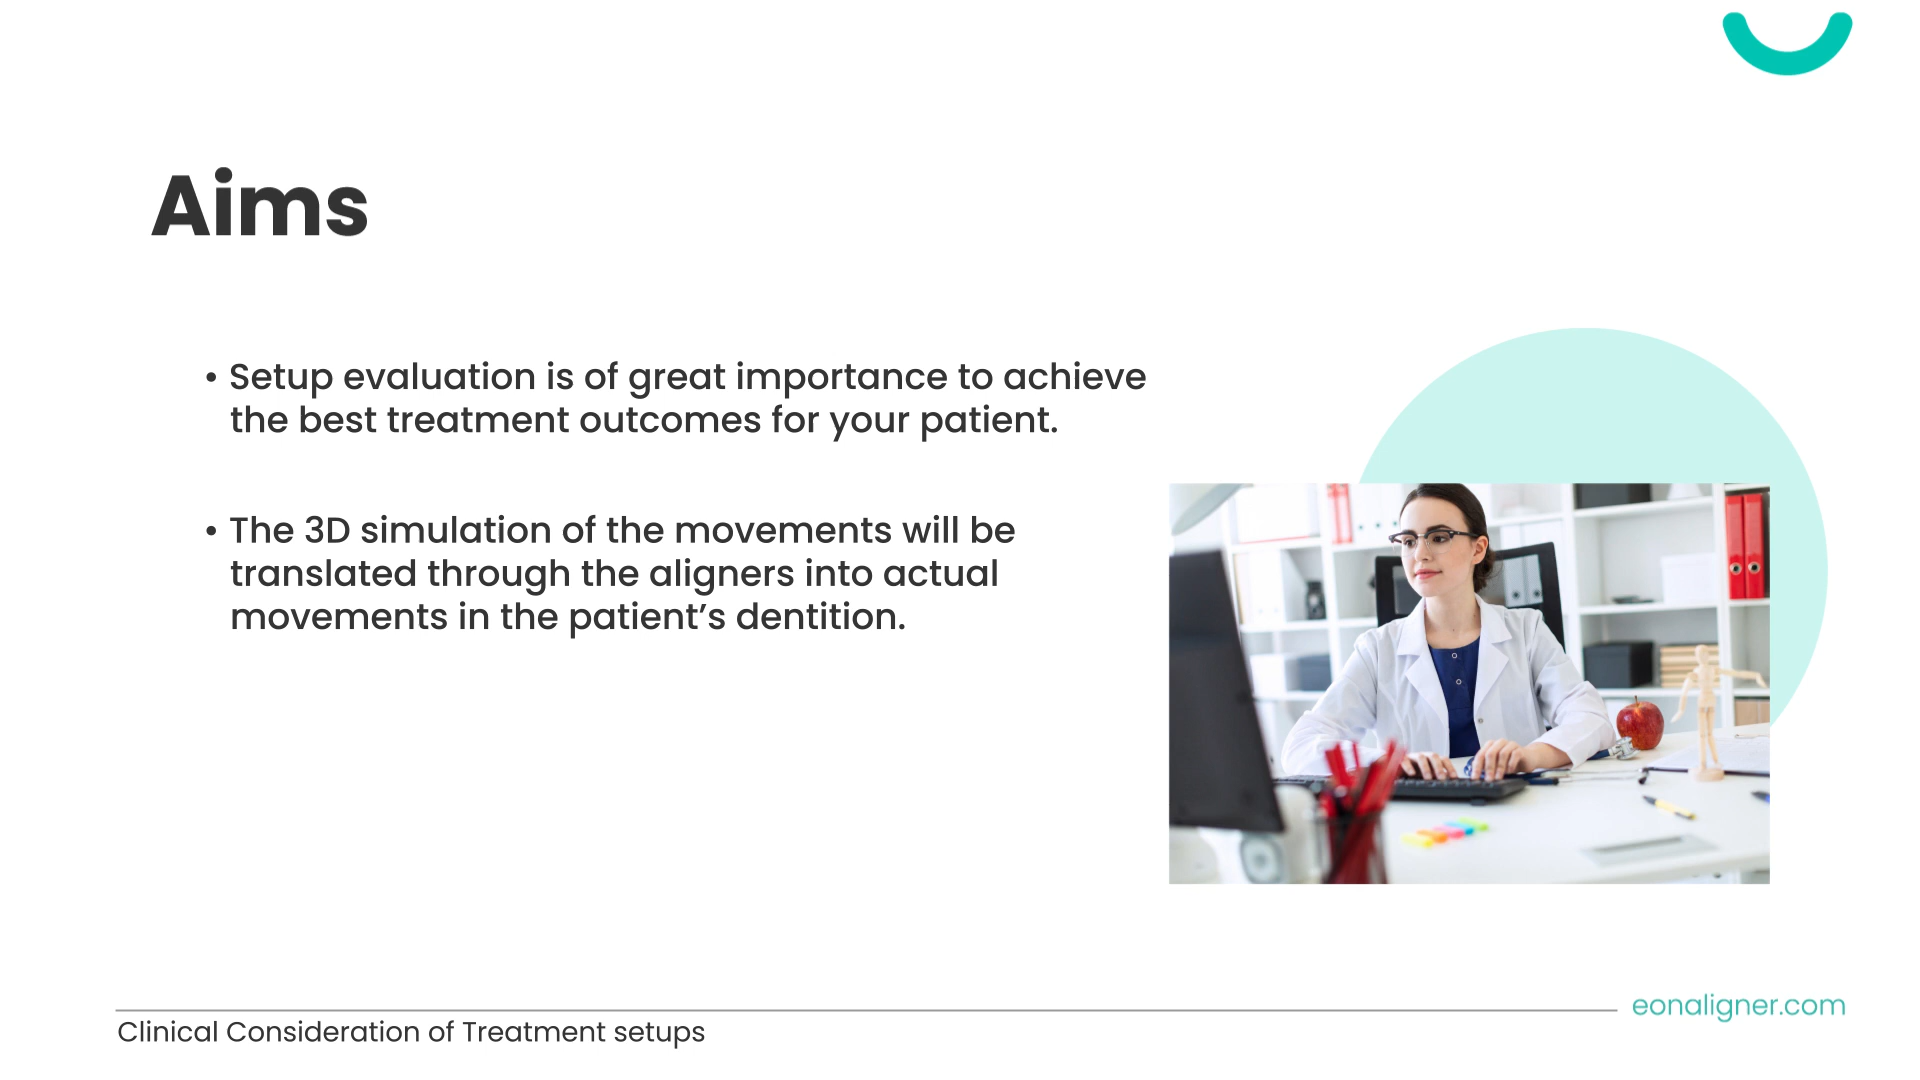 Aims
• Setup evaluation is of great importance to achieve
the best treatment outcomes for your patient.
• The 3D simulation of the movements will be
translated through the aligners into actual
movements in the patient’s dentition.
eonaligner.com
Clinical Consideration of Treatment setups